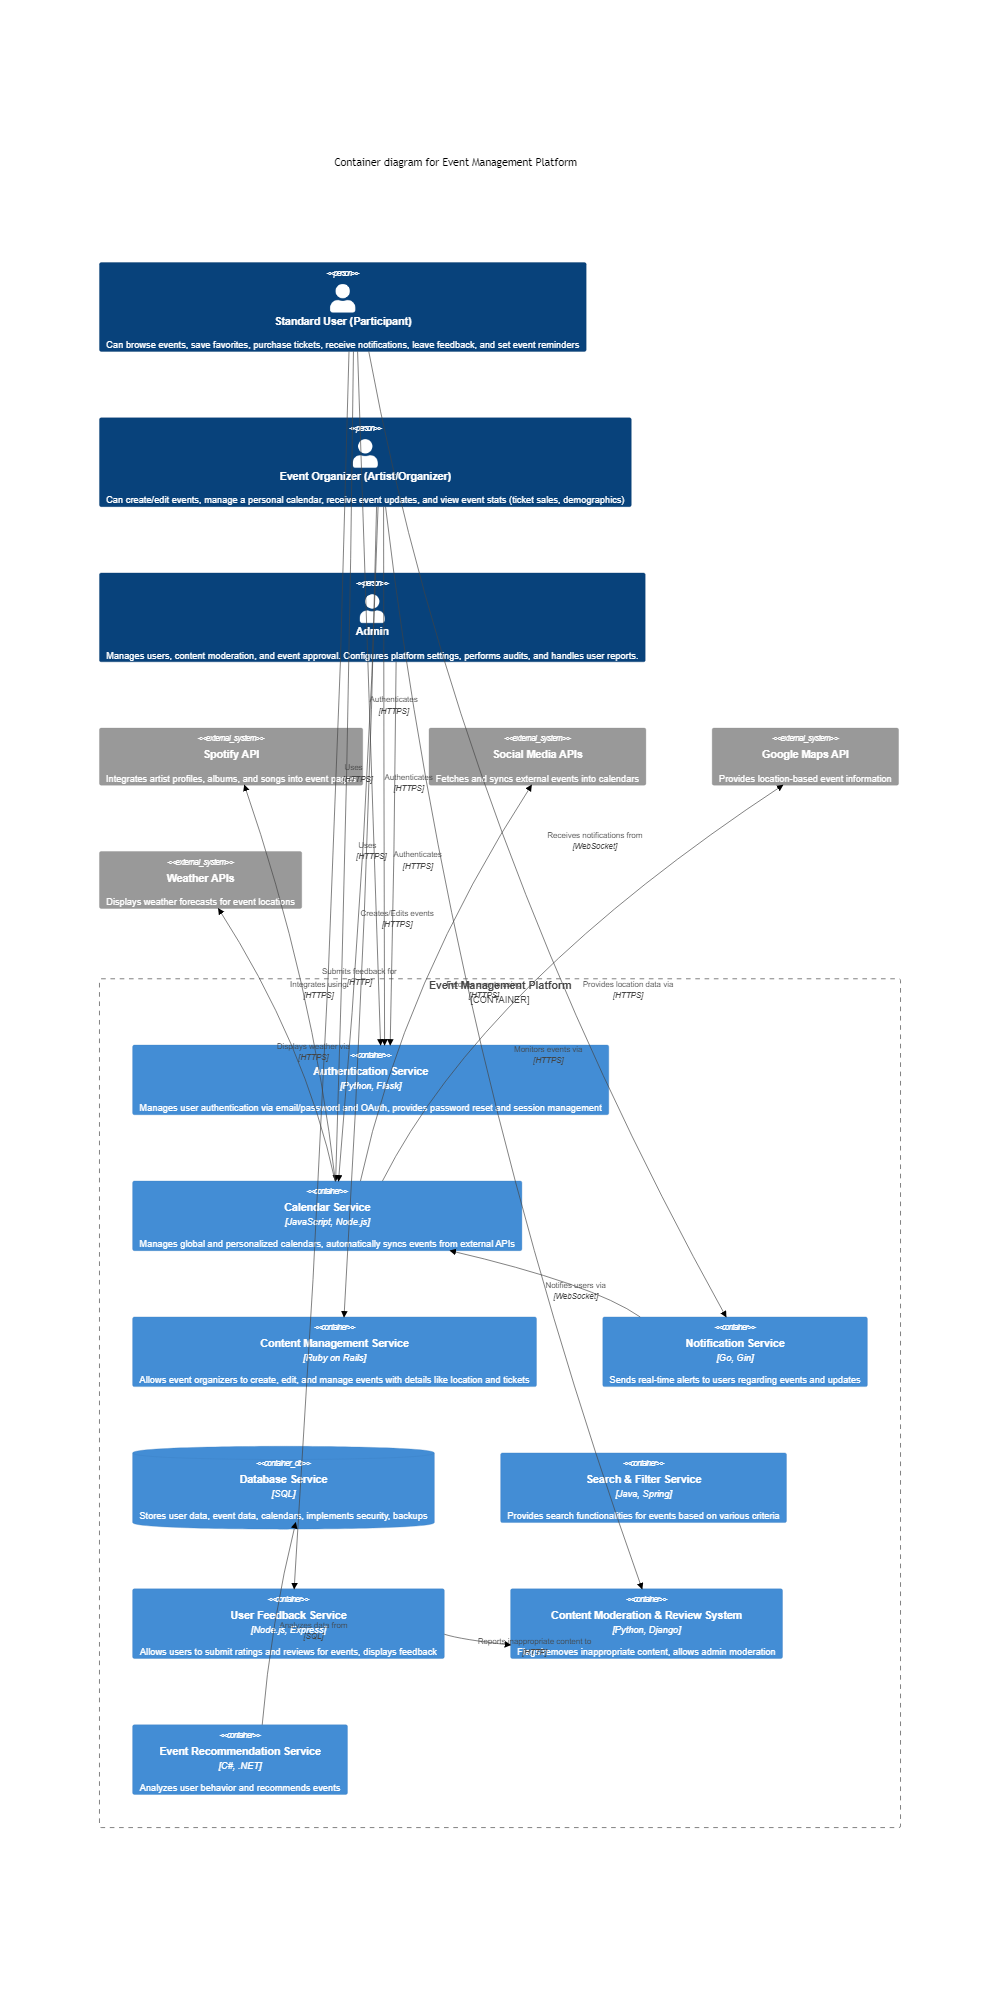 Container diagram for Event Management Platform
<<person>>
Standard User (Participant)
Can browse events, save favorites, purchase tickets, receive notifications, leave feedback, and set event reminders
<<person>>
Event Organizer (Artist/Organizer)
Can create/edit events, manage a personal calendar, receive event updates, and view event stats (ticket sales, demographics)
<<person>>
Admin
Manages users, content moderation, and event approval. Configures platform settings, performs audits, and handles user reports.
Authenticates
[HTTPS]
<<external_system>>
Spotify API
Integrates artist profiles, albums, and songs into event pages
<<external_system>>
Social Media APIs
Fetches and syncs external events into calendars
<<external_system>>
Google Maps API
Provides location-based event information
Uses
[HTTPS]
Authenticates
[HTTPS]
Receives notifications from
[WebSocket]
Uses
[HTTPS]
Authenticates
[HTTPS]
<<external_system>>
Weather APIs
Displays weather forecasts for event locations
Creates/Edits events
[HTTPS]
Submits feedback for
[HTTP]
Integrates using
[HTTPS]
Event Management Platform
[CONTAINER]
[HTTPS]
Provides location data via
[HTTPS]
Displays weather via
[HTTPS]
Monitors events via
[HTTPS]
<<container>>
Authentication Service
[Python, Flask]
Manages user authentication via email/password and OAuth, provides password reset and session management
<<container>>
Calendar Service
[JavaScript, Node.js]
Manages global and personalized calendars, automatically syncs events from external APIs
Notifies users via
[WebSocket]
<<container>>
Content Management Service
[Ruby on Rails]
Allows event organizers to create, edit, and manage events with details like location and tickets
<<container>>
Notification Service
[Go, Gin]
Sends real-time alerts to users regarding events and updates
<<container_db>>
Database Service
[SQL]
Stores user data, event data, calendars, implements security, backups
<<container>>
Search & Filter Service
[Java, Spring]
Provides search functionalities for events based on various criteria
<<container>>
User Feedback Service
[Node.js, Express]
Allows users to submit ratings and reviews for events, displays feedback
Analyzes data from
[SQL]
<<container>>
Content Moderation & Review System
[Python, Django]
removes inappropriate content, allows admin moderation
Reports inappropriate content to
<<container>>
Event Recommendation Service
[C#, .NET]
Analyzes user behavior and recommends events